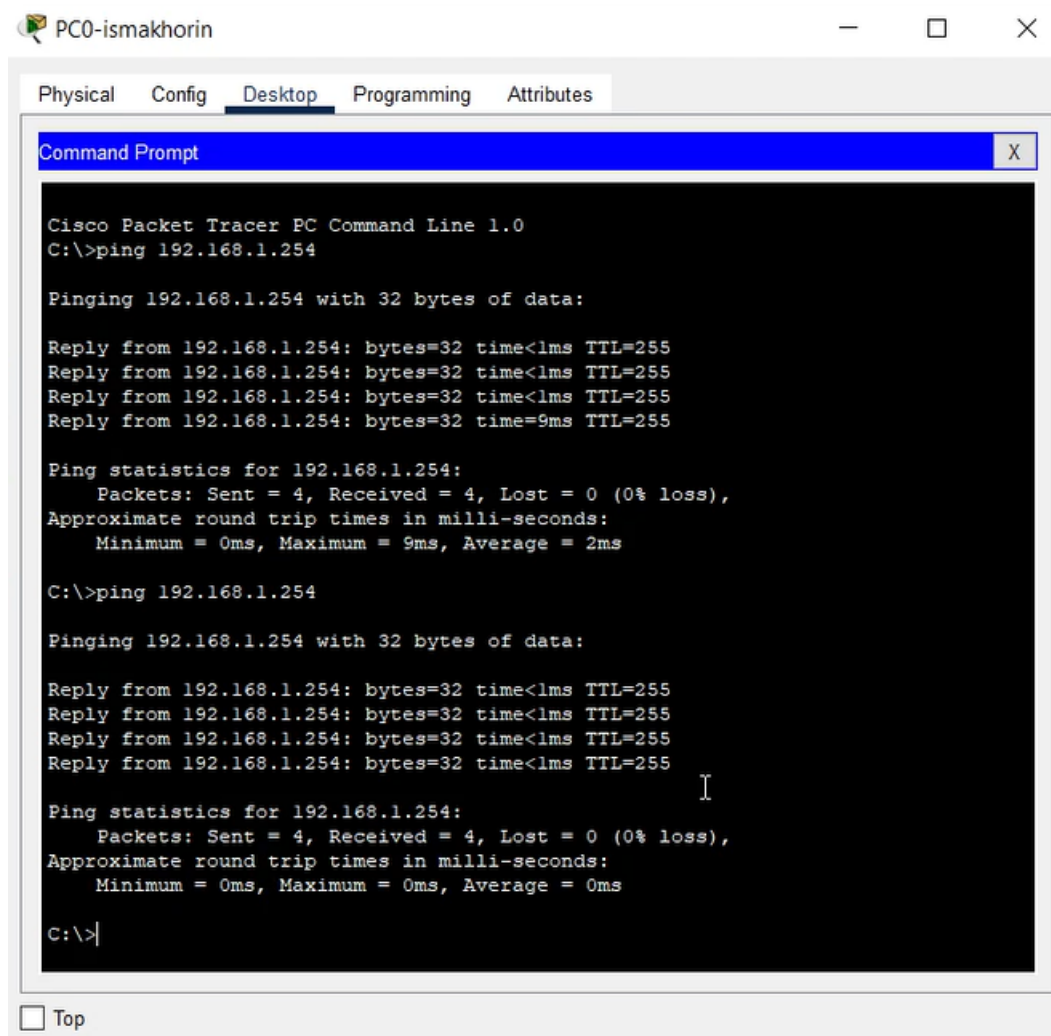 PC0-ismakhorin
Physical Config Desktop Programming Attributes
Command Prompt X
Cisco Packet Tracer PC Command Line 1.0
C:\>ping 192.168.1.254
Pinging 192.168.1.254 with 32 bytes of data:
Reply from 192.168.1.254: bytes=32 time<1ms TTL=255
Reply from 192.168.1.254: bytes=32 time<1ms TTL=255
Reply from 192.168.1.254: bytes=32 time<1ms TTL=255
Reply from 192.168.1.254: bytes=32 time=9ms TTL=255
Ping statistics for 192.168.1.254:
Packets: Sent = 4, Received = 4, Lost = 0 (0% loss),
Approximate round trip times in milli-seconds:
Minimum = 0ms, Maximum = 9ms, Average = 2ms
C:\>ping 192.168.1.254
Pinging 192.168.1.254 with 32 bytes of data:
Reply from 192.168.1.254: bytes=32 time<1ms TTL=255
Reply from 192.168.1.254: bytes=32 time<1ms TTL=255
Reply from 192.168.1.254: bytes=32 time<1ms TTL=255
Reply from 192.168.1.254: bytes=32 time<1ms TTL=255
Ping statistics for 192.168.1.254:
Packets: Sent = 4, Received = 4, Lost = 0 (0% loss),
Approximate round trip times in milli-seconds:
Minimum = 0ms, Maximum = 0ms, Average = 0ms
C:\>
Top